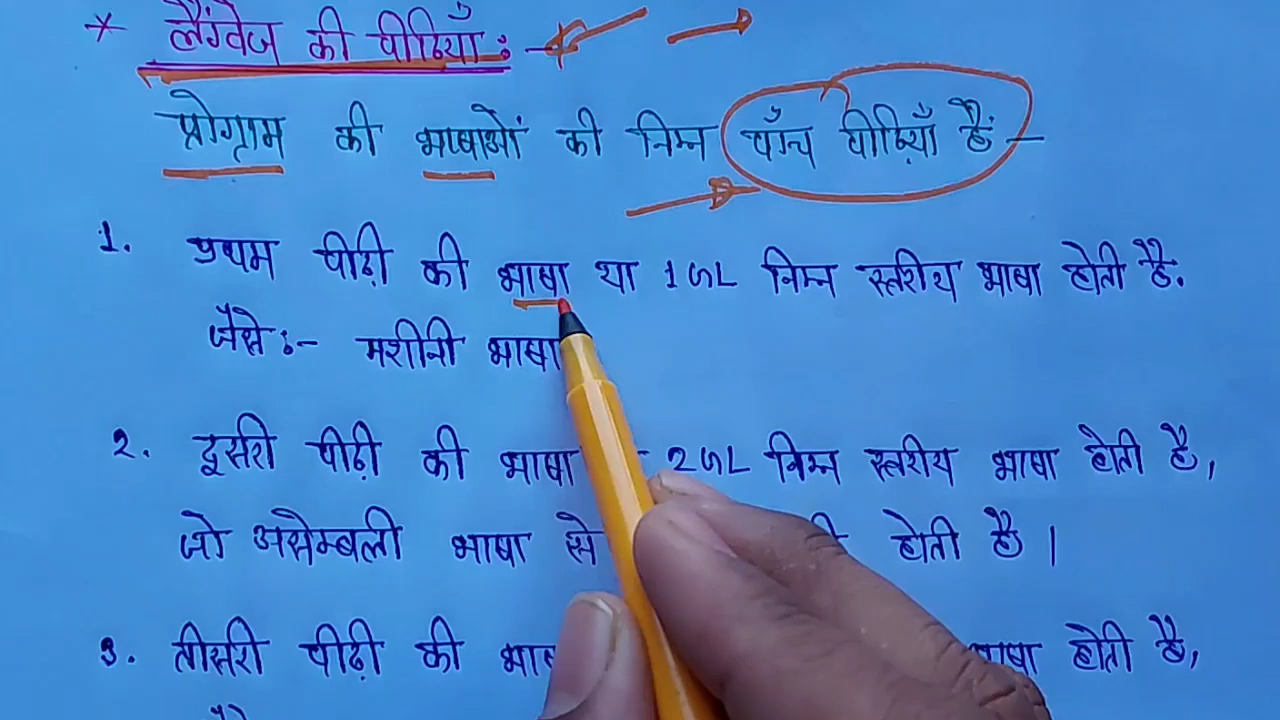 * लैंग्वेज की पीढियाँ :-
प्रोग्राम की भाषाओं की निम्न पाँच पीढ़ियाँ हैं -
1. प्रथम पीढ़ी की भाषा या 1GL निम्न स्तरीय भाषा होती है.
जैसे :- मशीनी भाषा
2. दूसरी पीढ़ी की भाषा 2GL निम्न स्तरीय भाषा होती है,
जो असेम्बली भाषा से होती है |
3. तीसरी पीढ़ी की होती है,